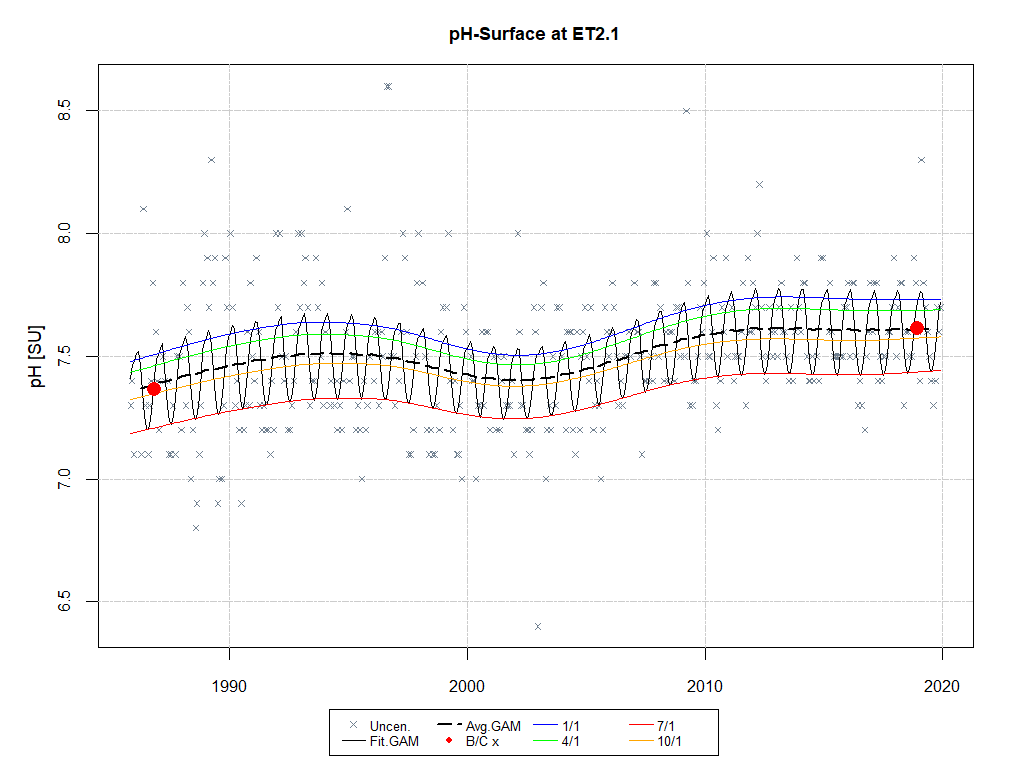 pH-Surface at ET2.1
pH [SU]
8.5
8.0
7.5
7.0
6.5
1990 2000 2010 2020
Uncen. Avg.GAM 1/1 7/1
Fit.GAM B/C x 4/1 10/1